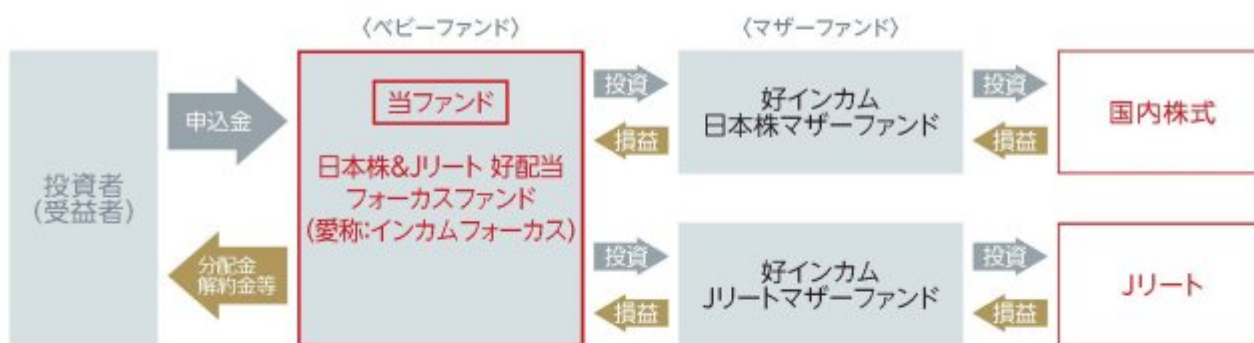 〈ベビーファンド〉
〈マザーファンド〉
投資者
(受益者)
申込金
分配金
解約金等
当ファンド
日本株&Jリート 好配当
フォーカスファンド
(愛称:インカムフォーカス)
投資
損益
好インカム
日本株マザーファンド
投資
損益
国内株式
投資
損益
好インカム
Jリートマザーファンド
投資
損益
Jリート